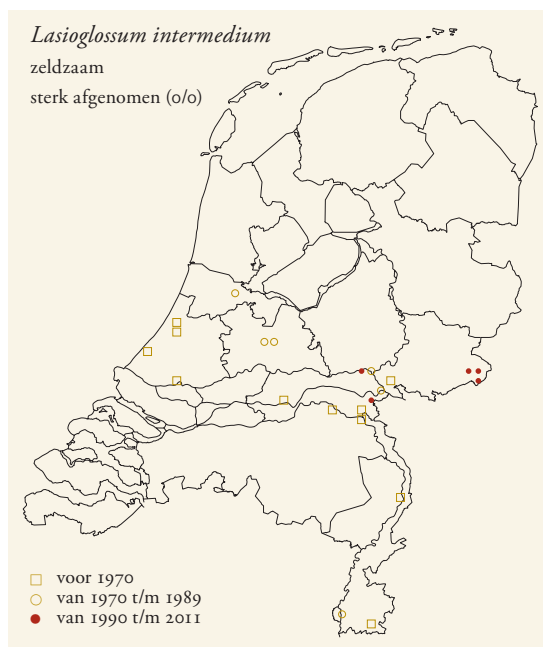 Lasioglossum intermedium
zeldzaam
sterk afgenomen (0/0)
voor 1970
van 1970 t/m 1989
van 1990 t/m 2011